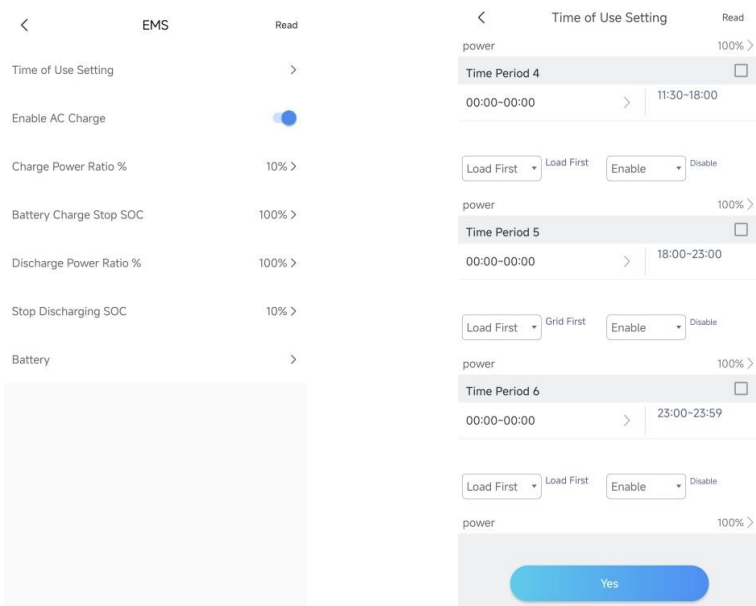 EMS
Read
Time of Use Setting
Enable AC Charge
Charge Power Ratio % 10%
Battery Charge Stop SOC 100%
Discharge Power Ratio % 100%
Stop Discharging SOC 10%
Battery
Time of Use Setting
Read
power 100%
Time Period 4
00:00~00:00 11:30~18:00
Load First Load First Enable Disable
power 100%
Time Period 5
00:00~00:00 18:00~23:00
Load First Grid First Enable Disable
power 100%
Time Period 6
00:00~00:00 23:00~23:59
Load First Load First Enable Disable
power 100%
Yes